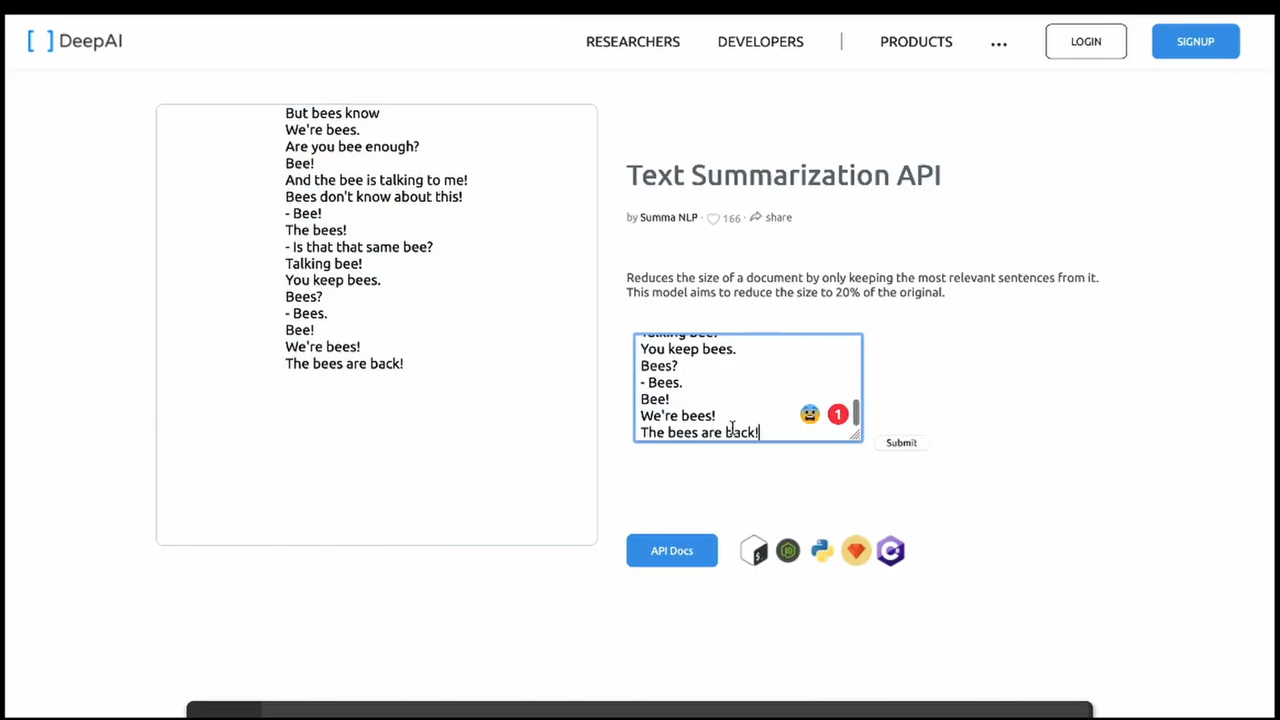 [ ] DeepAI
RESEARCHERS DEVELOPERS | PRODUCTS ... LOGIN SIGNUP
But bees know
We're bees.
Are you bee enough?
Bee!
And the bee is talking to me!
Bees don't know about this!
- Bee!
The bees!
- Is that that same bee?
Talking bee!
You keep bees.
Bees?
- Bees.
Bee!
We're bees!
The bees are back!
Text Summarization API
by Summa NLP · 166 · share
Reduces the size of a document by only keeping the most relevant sentences from it.
This model aims to reduce the size to 20% of the original.
Talking bee!
You keep bees.
Bees?
- Bees.
Bee!
We're bees!
1
The bees are back!
Submit
API Docs